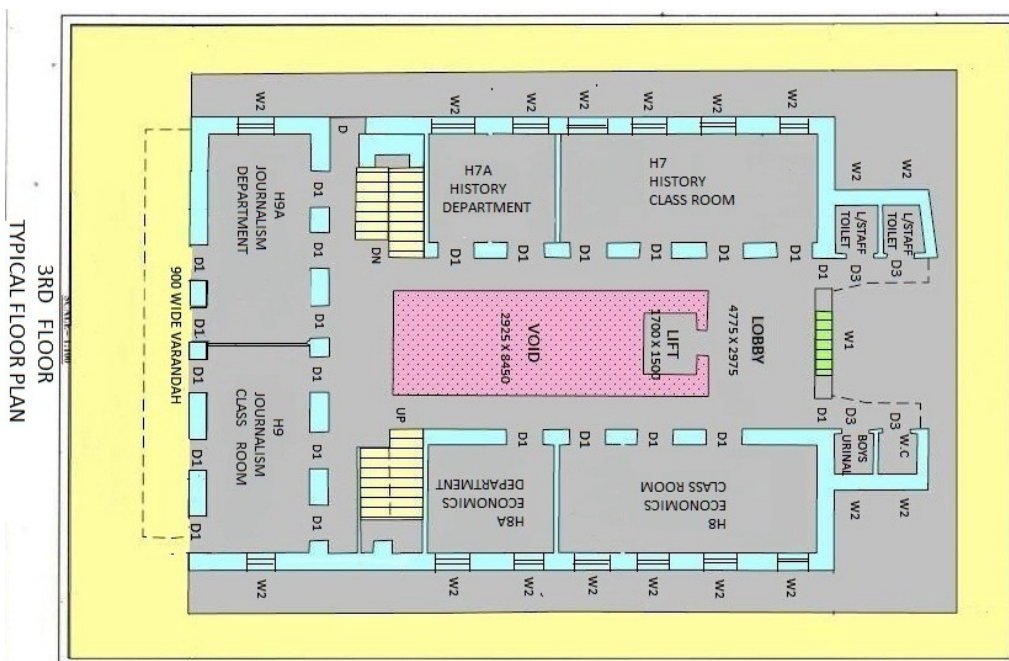 3RD FLOOR
TYPICAL FLOOR PLAN
W2
W2
W2
W2
W2
W2
W2
D
W2
W2
H9A
JOURNALISM
DEPARTMENT
D1
D1
D1
D1
D1
D1
H7A
HISTORY
DEPARTMENT
H7
HISTORY
CLASS ROOM
L/STAFF
TOILET
L/STAFF
TOILET
DN
D1
D1
D1
D1
D1
D1
D1
D3
D3
D1
D1
D1
D1
D1
900 WIDE VARANDAH
VOID
2925 X 8450
LIFT
1700 X 1500
LOBBY
4775 X 2975
W1
H9
JOURNALISM
CLASS ROOM
UP
D1
D1
D1
D1
D1
D3
D3
BOYS
URINAL
W.C
H8A
ECONOMICS
DEPARTMENT
H8
ECONOMICS
CLASS ROOM
W2
W2
W2
W2
W2
W2
W2
W2
W2